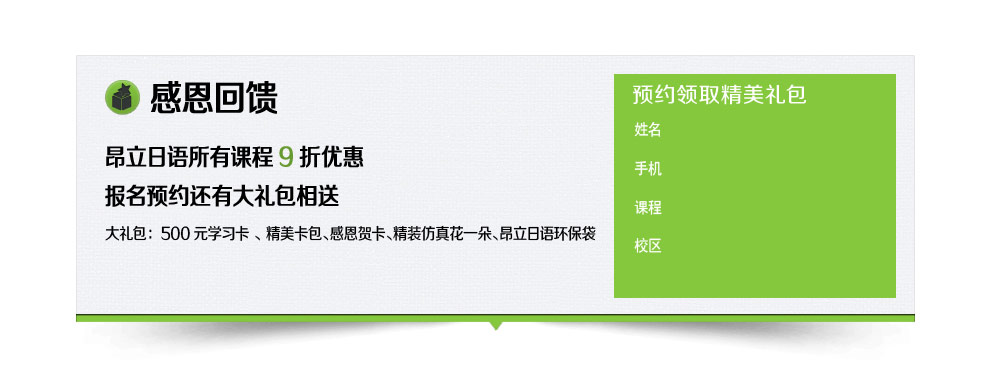 感恩回馈
昂立日语所有课程 9 折优惠
报名预约还有大礼包相送
大礼包：500 元学习卡 、精美卡包、感恩贺卡、精装仿真花一朵、昂立日语环保袋
预约领取精美礼包
姓名
手机
课程
校区